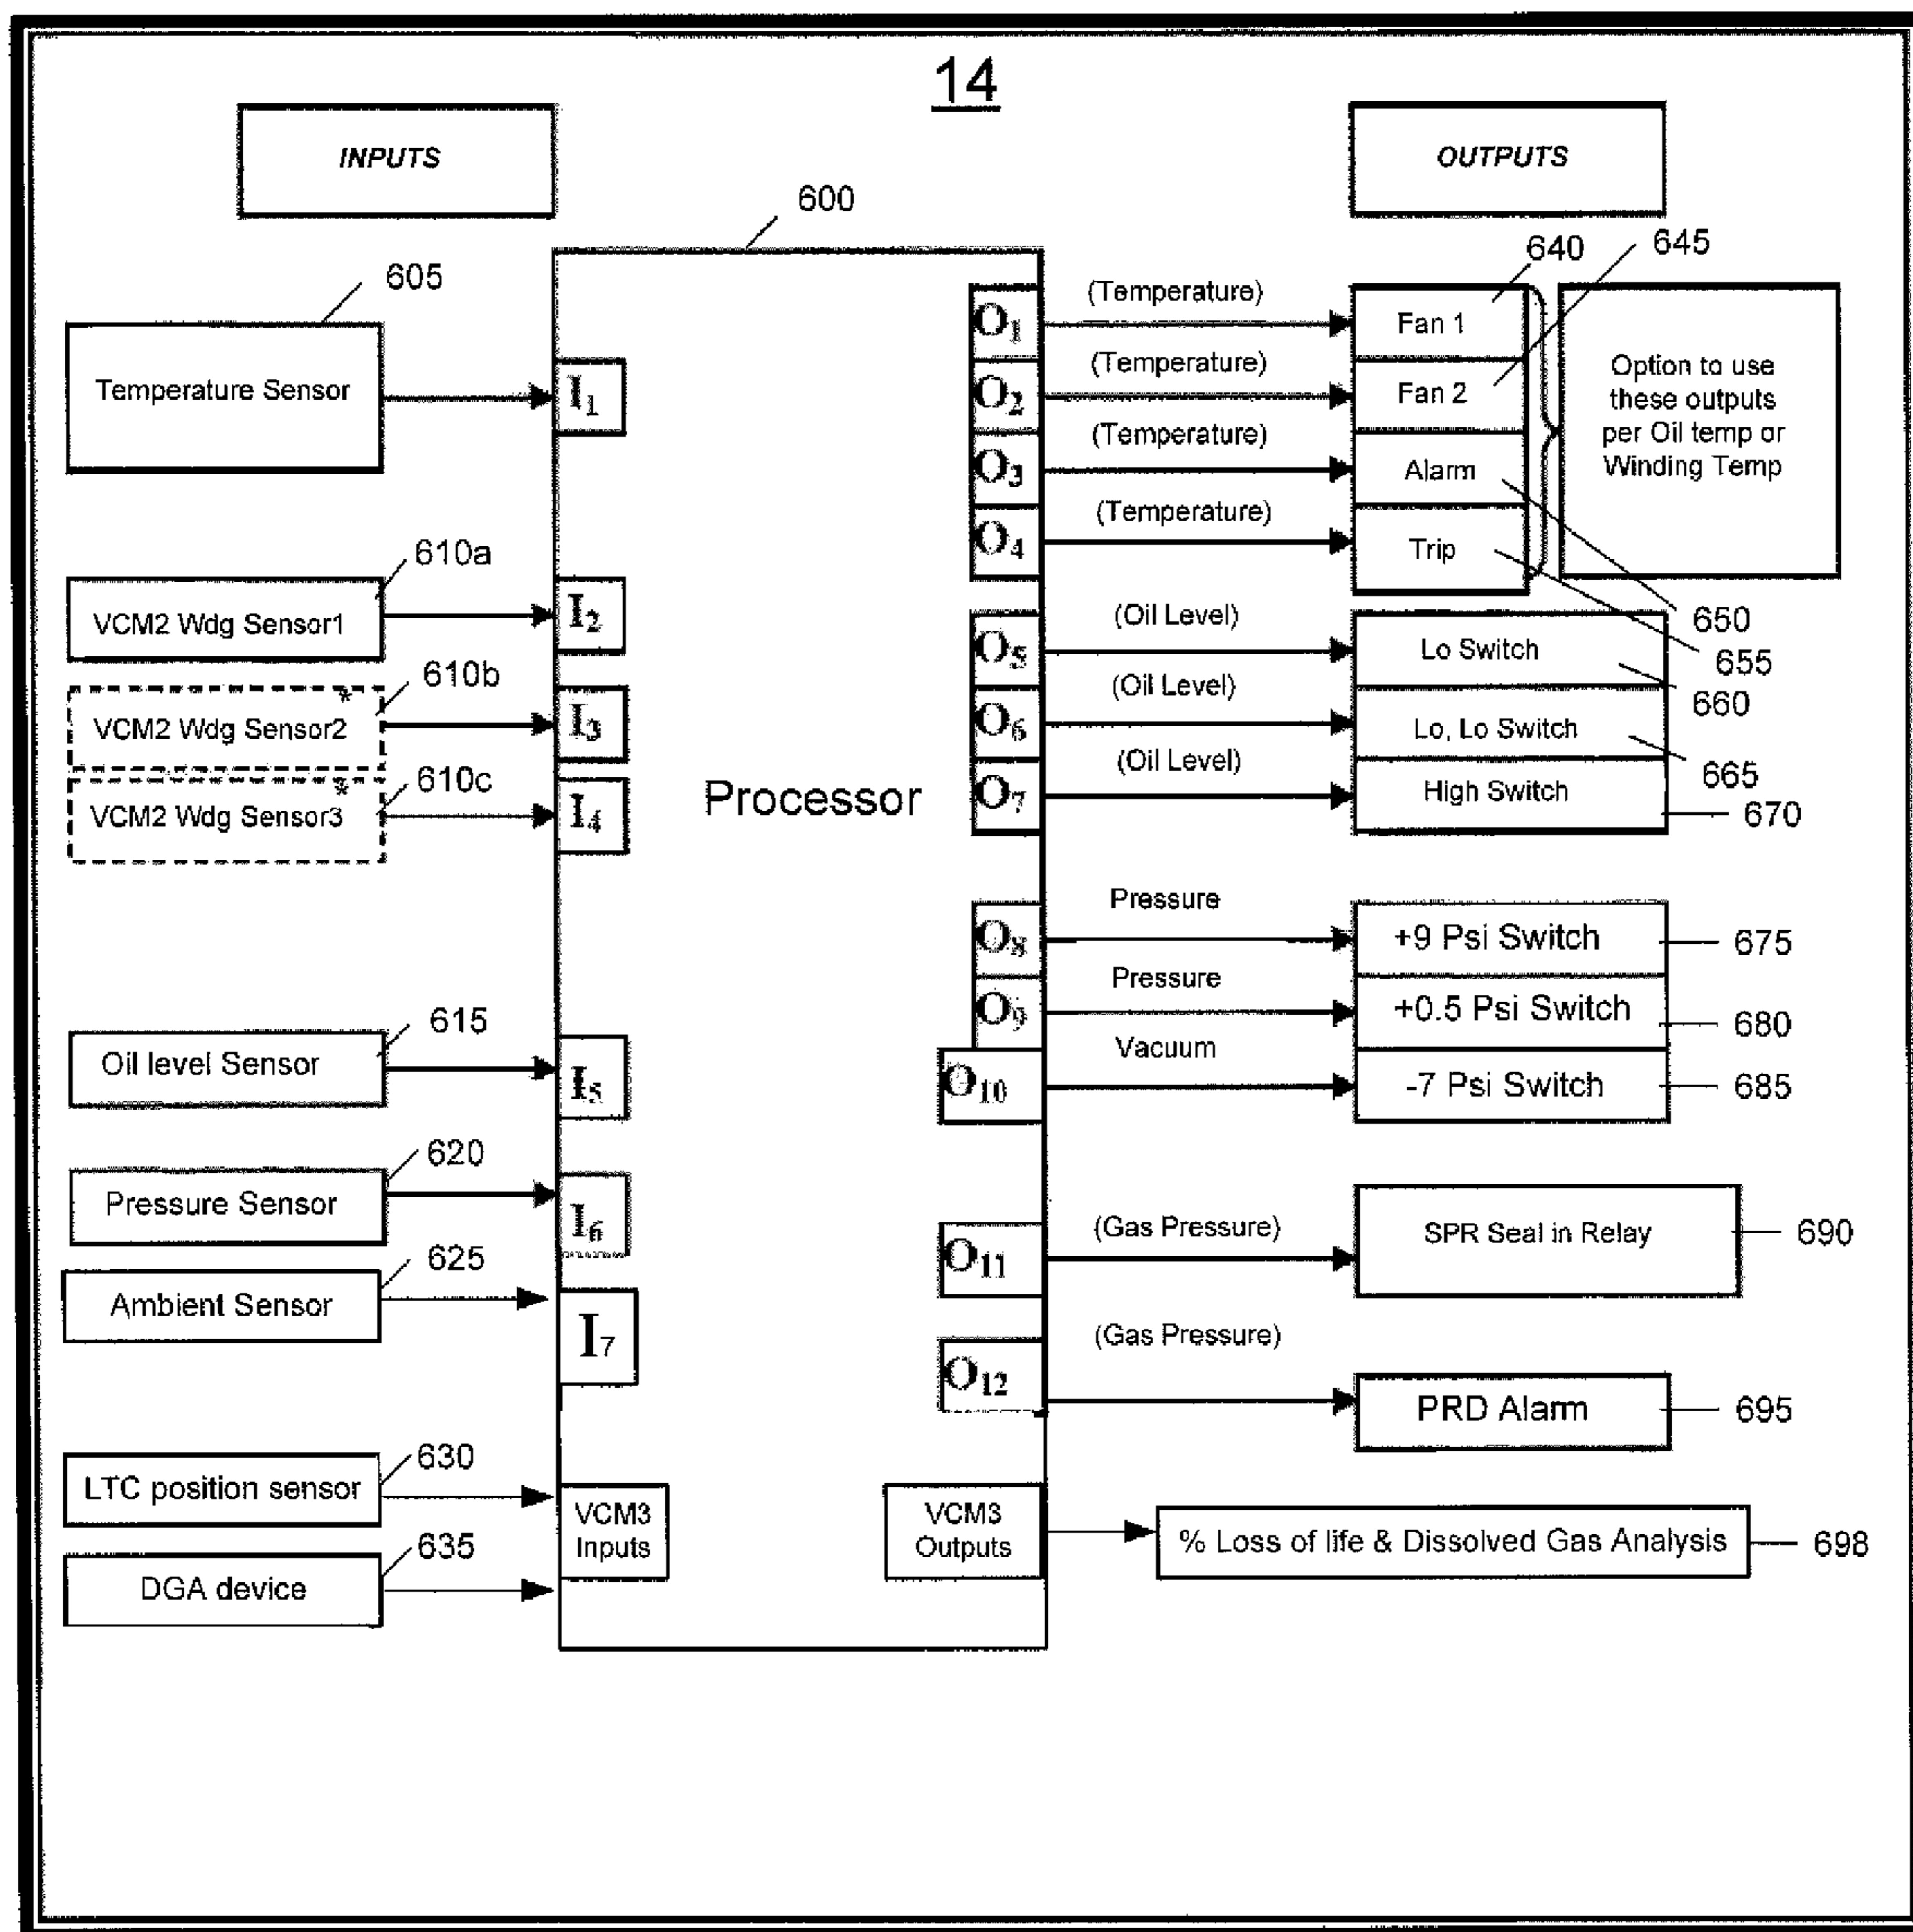 14
INPUTS
OUTPUTS
600
640
645
605
Temperature Sensor
I1
O1
(Temperature)
Fan 1
O2
(Temperature)
Fan 2
O3
(Temperature)
Alarm
O4
(Temperature)
Trip
Option to use
these outputs
per Oil temp or
Winding Temp
610a
VCM2 Wdg Sensor1
I2
610b
VCM2 Wdg Sensor2*
I3
610c
VCM2 Wdg Sensor3*
I4
Processor
O5
(Oil Level)
Lo Switch
O6
(Oil Level)
Lo, Lo Switch
O7
(Oil Level)
High Switch
650
655
660
665
670
O8
Pressure
+9 Psi Switch
675
O9
Pressure
+0.5 Psi Switch
680
O10
Vacuum
-7 Psi Switch
685
615
Oil level Sensor
I5
620
Pressure Sensor
I6
625
Ambient Sensor
I7
O11
(Gas Pressure)
SPR Seal in Relay
690
O12
(Gas Pressure)
PRD Alarm
695
630
LTC position sensor
635
DGA device
VCM3
Inputs
VCM3
Outputs
% Loss of life & Dissolved Gas Analysis
698